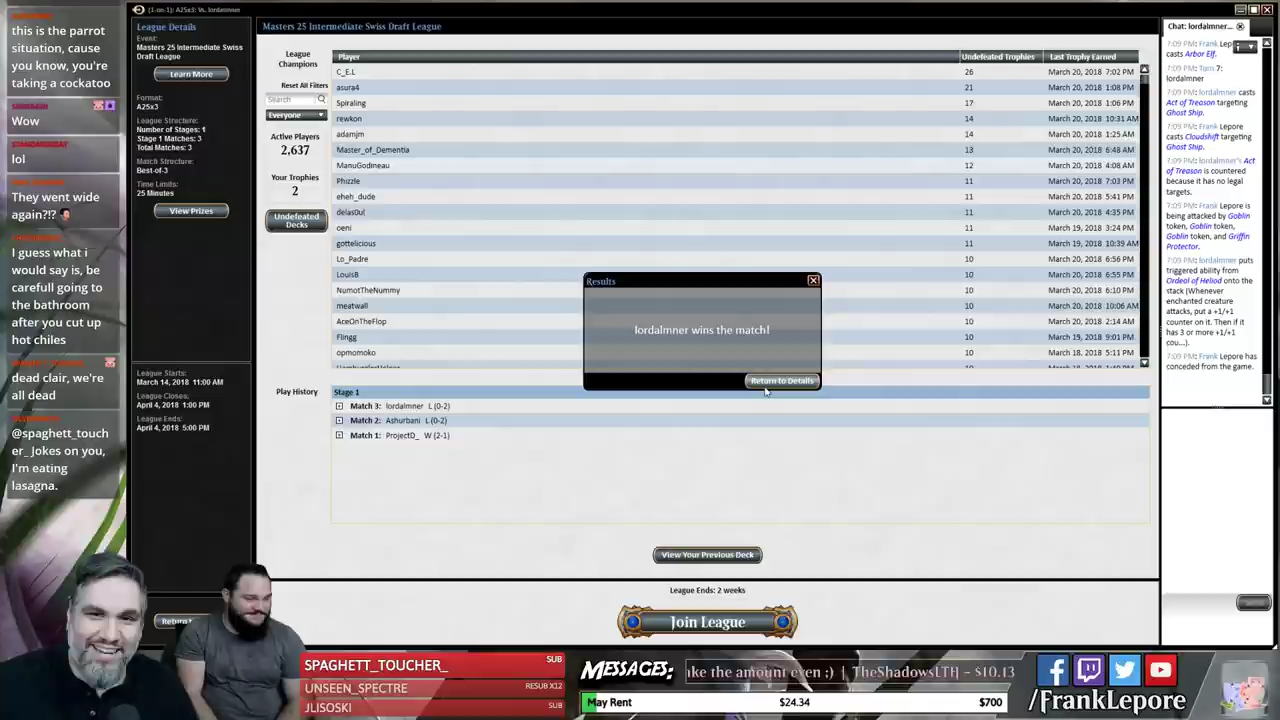 this is the parrot
situation, cause
you know, you're
taking a cockatoo
Wow
lol
They went wide
again?!?
I guess what i
would say is, be
carefull going to
the bathroom
after you cut up
hot chiles
dead clair, we're
all dead
@spaghett_touch
er_ Jokes on you,
I'm eating
lasagna.
(1-on-1): A25x3: Vs. lordalmner
League Details
Event:
Masters 25 Intermediate Swiss
Draft League
Learn More
Format:
A25x3
League Structure:
Number of Stages: 1
Stage 1 Matches: 3
Total Matches: 3
Match Structure:
Best-of-3
Time Limits:
25 Minutes
View Prizes
League Starts:
March 14, 2018 11:00 AM
League Closes:
April 4, 2018 1:00 PM
League Ends:
April 4, 2018 5:00 PM
Masters 25 Intermediate Swiss Draft League
League
Champions
Reset All Filters
Search
Everyone
Active Players
2,637
Your Trophies
2
Undefeated
Decks
Player Undefeated Trophies Last Trophy Earned
C_E.L 26 March 20, 2018 7:02 PM
asura4 21 March 20, 2018 1:08 PM
Spiraling 17 March 20, 2018 1:06 PM
rewkon 14 March 20, 2018 10:31 AM
adamjm 14 March 20, 2018 1:25 AM
Master_of_Dementia 13 March 20, 2018 6:48 AM
ManuGodineau 12 March 20, 2018 4:08 AM
Phizzle 11 March 20, 2018 7:03 PM
eheh_dude 11 March 20, 2018 5:41 PM
delas0ul 11 March 20, 2018 4:35 PM
oeni 11 March 19, 2018 3:24 PM
gottelicious 11 March 19, 2018 10:39 AM
Lo_Padre 10 March 20, 2018 6:56 PM
LouisB 10 March 20, 2018 6:55 PM
NumotTheNummy 10 March 20, 2018 6:10 PM
meatwall 10 March 20, 2018 10:06 AM
AceOnTheFlop 10 March 20, 2018 2:14 AM
Flingg 10 March 19, 2018 9:01 PM
opmomoko 10 March 18, 2018 5:11 PM
Results
lordalmner wins the match!
Return to Details
Play History
Stage 1
Match 3: lordalmner L (0-2)
Match 2: Ashurbani L (0-2)
Match 1: ProjectD_ W (2-1)
View Your Previous Deck
League Ends: 2 weeks
Join League
Chat: lordalmner...
7:09 PM: Frank Lepore
casts Arbor Elf.
7:09 PM: Turn 7:
lordalmner
7:09 PM: lordalmner casts
Act of Treason targeting
Ghost Ship.
7:09 PM: Frank Lepore
casts Cloudshift targeting
Ghost Ship.
7:09 PM: lordalmner's Act
of Treason is countered
because it has no legal
targets.
7:09 PM: Frank Lepore is
being attacked by Goblin
token, Goblin token,
Goblin token, and Griffin
Protector.
7:09 PM: lordalmner puts
triggered ability from
Ordeal of Heliod onto the
stack (Whenever
enchanted creature
attacks, put a +1/+1
counter on it. Then if it
has 3 or more +1/+1
cou...).
7:09 PM: Frank Lepore has
conceded from the game.
SPAGHETT_TOUCHER_ SUB
UNSEEN_SPECTRE RESUB X12
JLISOSKI SUB
MESSAGES: ake the amount even ;) | TheShadowsLTH - $10.13
May Rent $24.34 $700
/FrankLepore